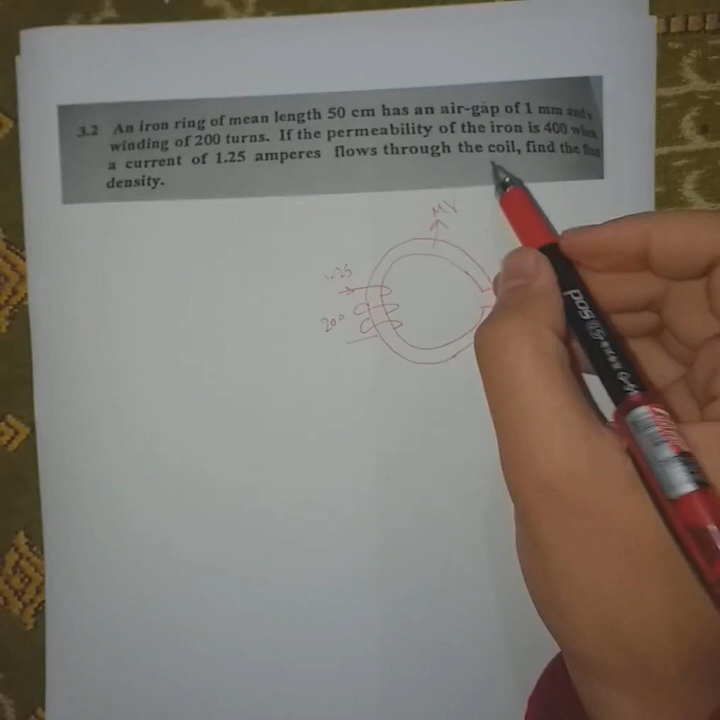 3.2 An iron ring of mean length 50 cm has an air-gap of 1 mm and a
winding of 200 turns. If the permeability of the iron is 400 when
a current of 1.25 amperes flows through the coil, find the flux
density.
1.25
200